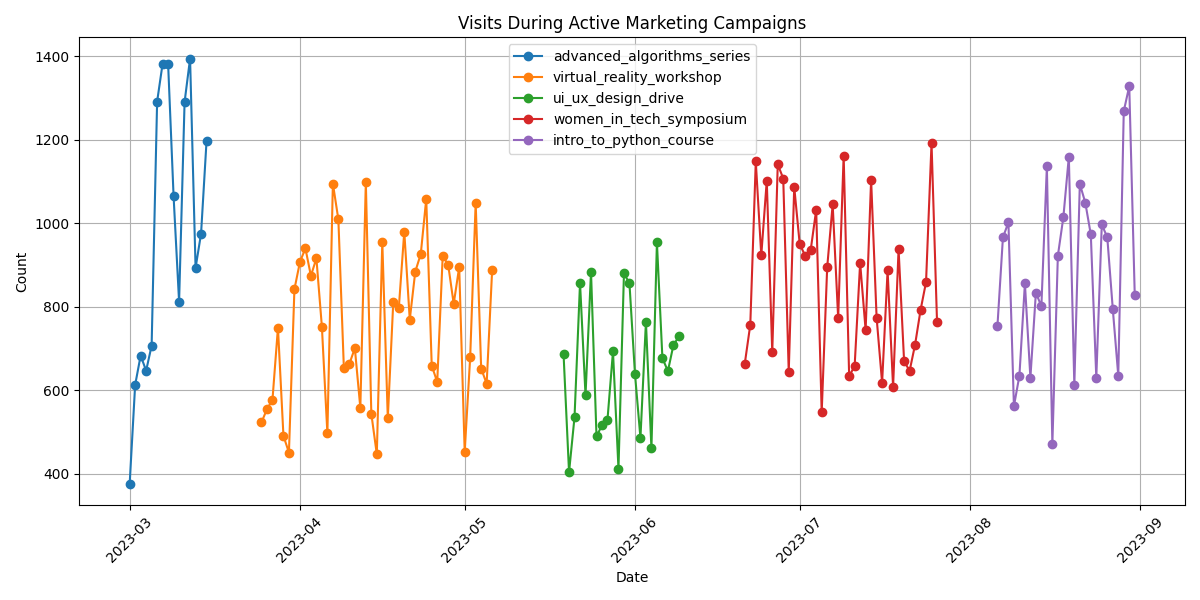 Visits During Active Marketing Campaigns
advanced_algorithms_series
virtual_reality_workshop
ui_ux_design_drive
women_in_tech_symposium
intro_to_python_course
Count
1400
1200
1000
800
600
400
2023-03
2023-04
2023-05
2023-06
2023-07
2023-08
2023-09
Date